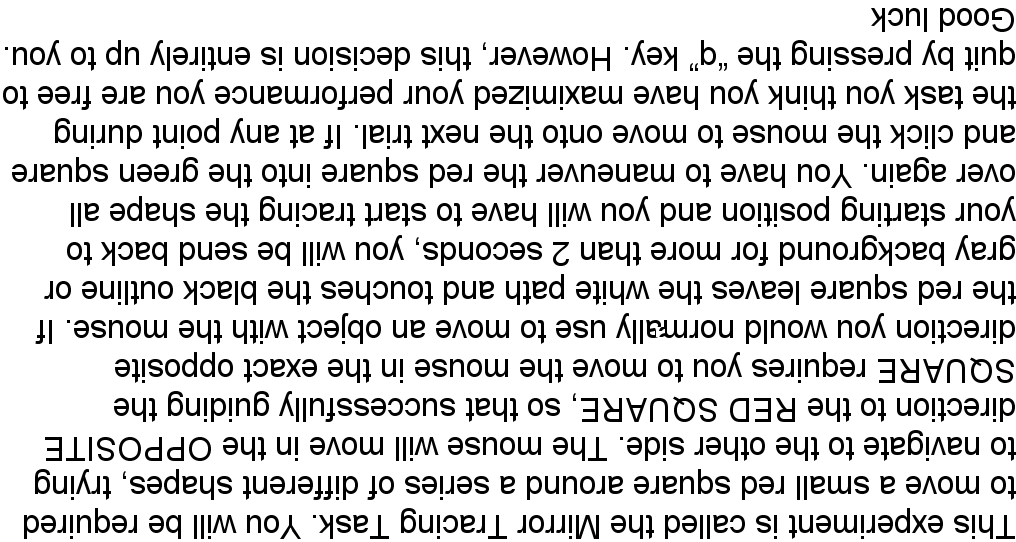 This experiment is called the Mirror Tracing Task. You will be required
to move a small red square around a series of different shapes, trying
to navigate to the other side. The mouse will move in the OPPOSITE
direction to the RED SQUARE, so that successfully guiding the
SQUARE requires you to move the mouse in the exact opposite
direction you would normally use to move an object with the mouse. If
the red square leaves the white path and touches the black outline or
gray background for more than 2 seconds, you will be send back to
your starting position and you will have to start tracing the shape all
over again. You have to maneuver the red square into the green square
and click the mouse to move onto the next trial. If at any point during
the task you think you have maximized your performance you are free to
quit by pressing the “q” key. However, this decision is entirely up to you.
Good luck